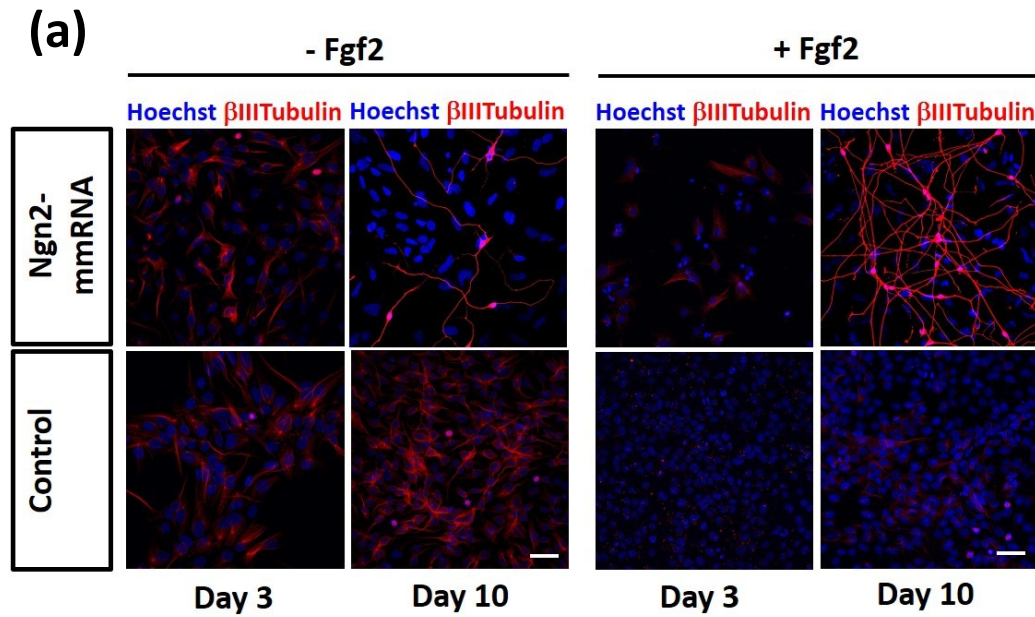 (a)
- Fgf2
+ Fgf2
Hoechst βIIITubulin
Hoechst βIIITubulin
Hoechst βIIITubulin
Hoechst βIIITubulin
Ngn2-
mmRNA
Control
Day 3
Day 10
Day 3
Day 10